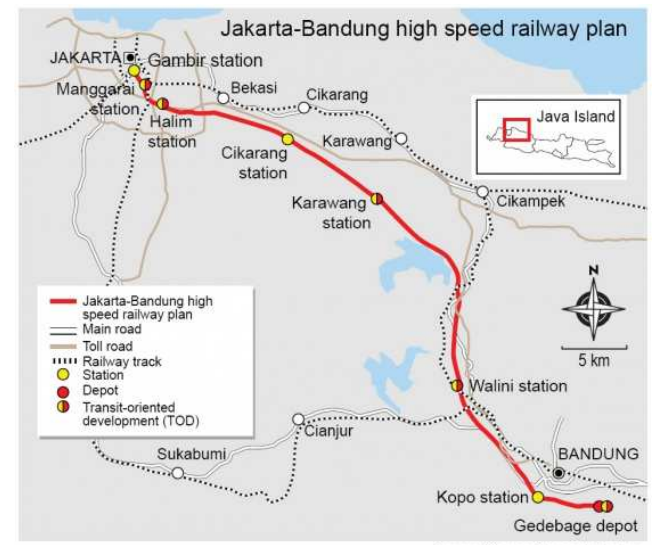 Jakarta-Bandung high speed railway plan
JAKARTA
Gambir station
Manggarai
station
Halim
station
Bekasi
Cikarang
Cikarang
station
Karawang
Karawang
station
Cikampek
Java Island
N
5 km
Jakarta-Bandung high
speed railway plan
Main road
Toll road
Railway track
Station
Depot
Transit-oriented
development (TOD)
Walini station
Cianjur
Sukabumi
BANDUNG
Kopo station
Gedebage depot